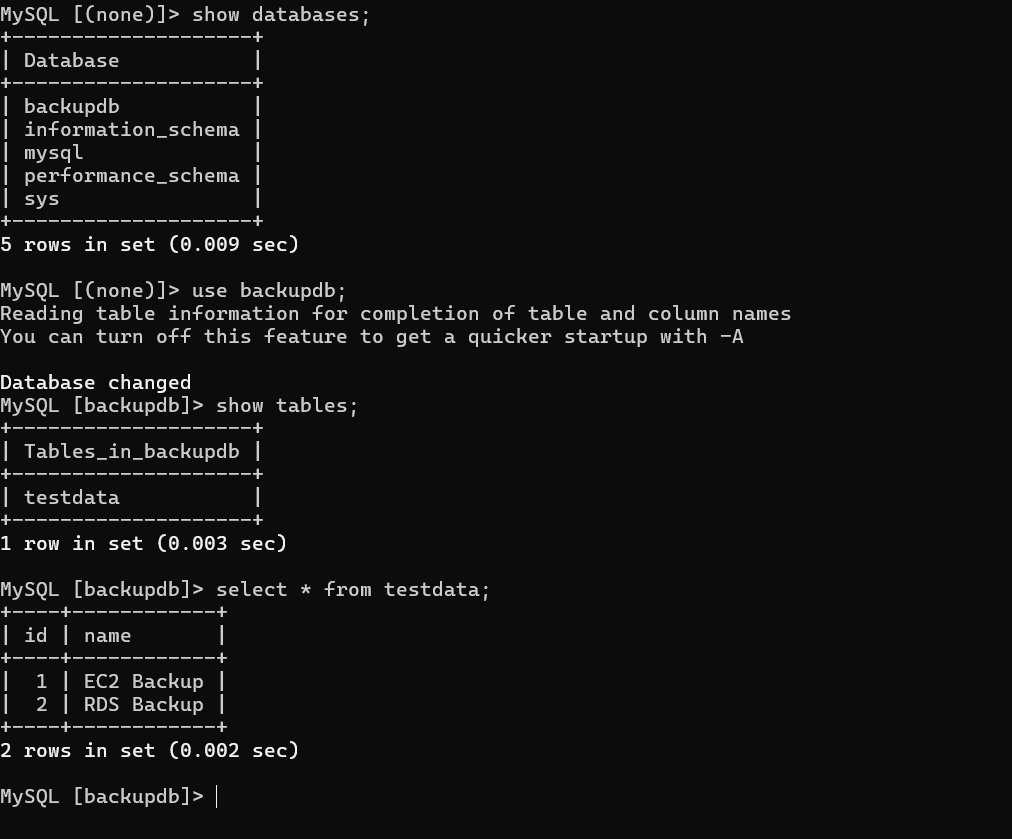 MySQL [(none)]> show databases;
+--------------------+
| Database           |
+--------------------+
| backupdb           |
| information_schema |
| mysql              |
| performance_schema |
| sys                |
+--------------------+
5 rows in set (0.009 sec)

MySQL [(none)]> use backupdb;
Reading table information for completion of table and column names
You can turn off this feature to get a quicker startup with -A

Database changed
MySQL [backupdb]> show tables;
+--------------------+
| Tables_in_backupdb |
+--------------------+
| testdata           |
+--------------------+
1 row in set (0.003 sec)

MySQL [backupdb]> select * from testdata;
+----+------------+
| id | name       |
+----+------------+
|  1 | EC2 Backup |
|  2 | RDS Backup |
+----+------------+
2 rows in set (0.002 sec)

MySQL [backupdb]>